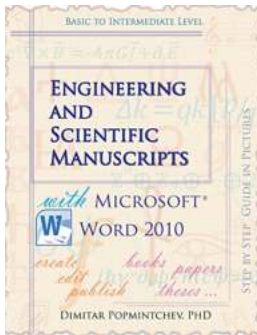 BASIC TO INTERMEDIATE LEVEL
ENGINEERING
AND
SCIENTIFIC
MANUSCRIPTS
with MICROSOFT®
W WORD 2010
create
edit
publish
books papers
theses ...
STEP BY STEP GUIDE IN PICTURES
DIMITAR POPMINTCHEV, PHD